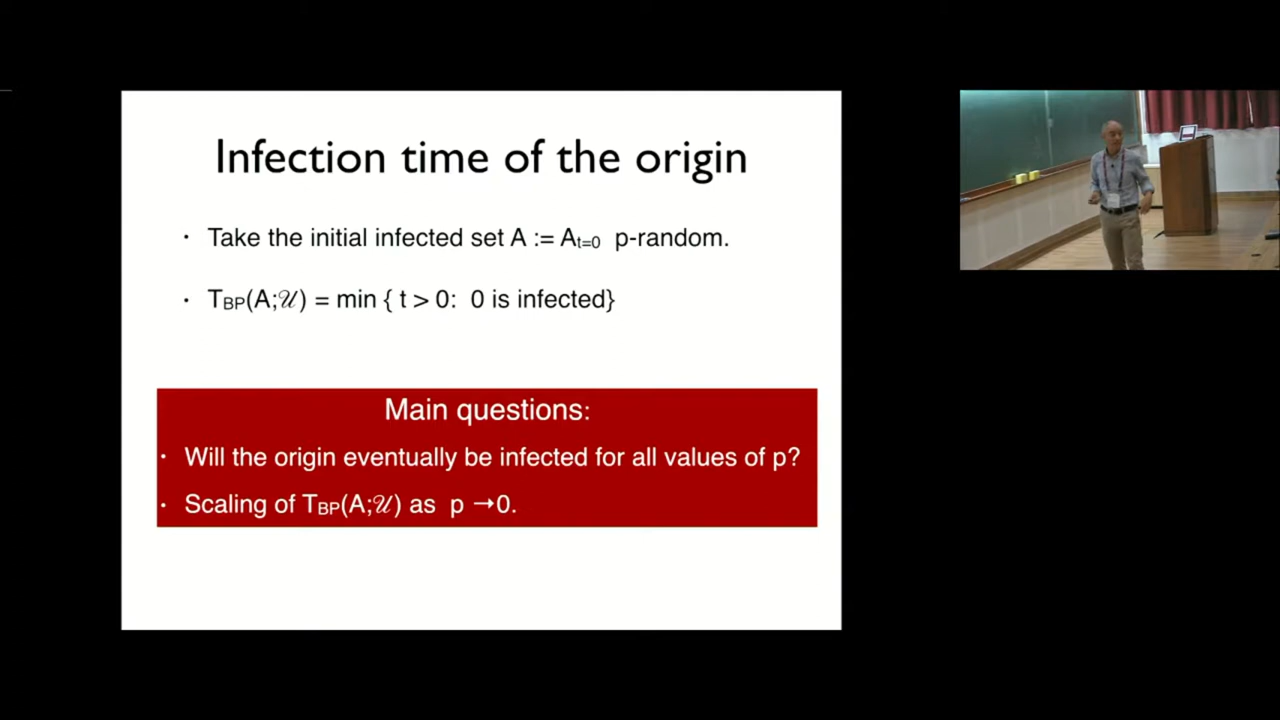 Infection time of the origin
· Take the initial infected set A := At=0 p-random.
· TBP(A;𝒰) = min { t > 0: 0 is infected}
Main questions:
· Will the origin eventually be infected for all values of p?
· Scaling of TBP(A;𝒰) as p →0.